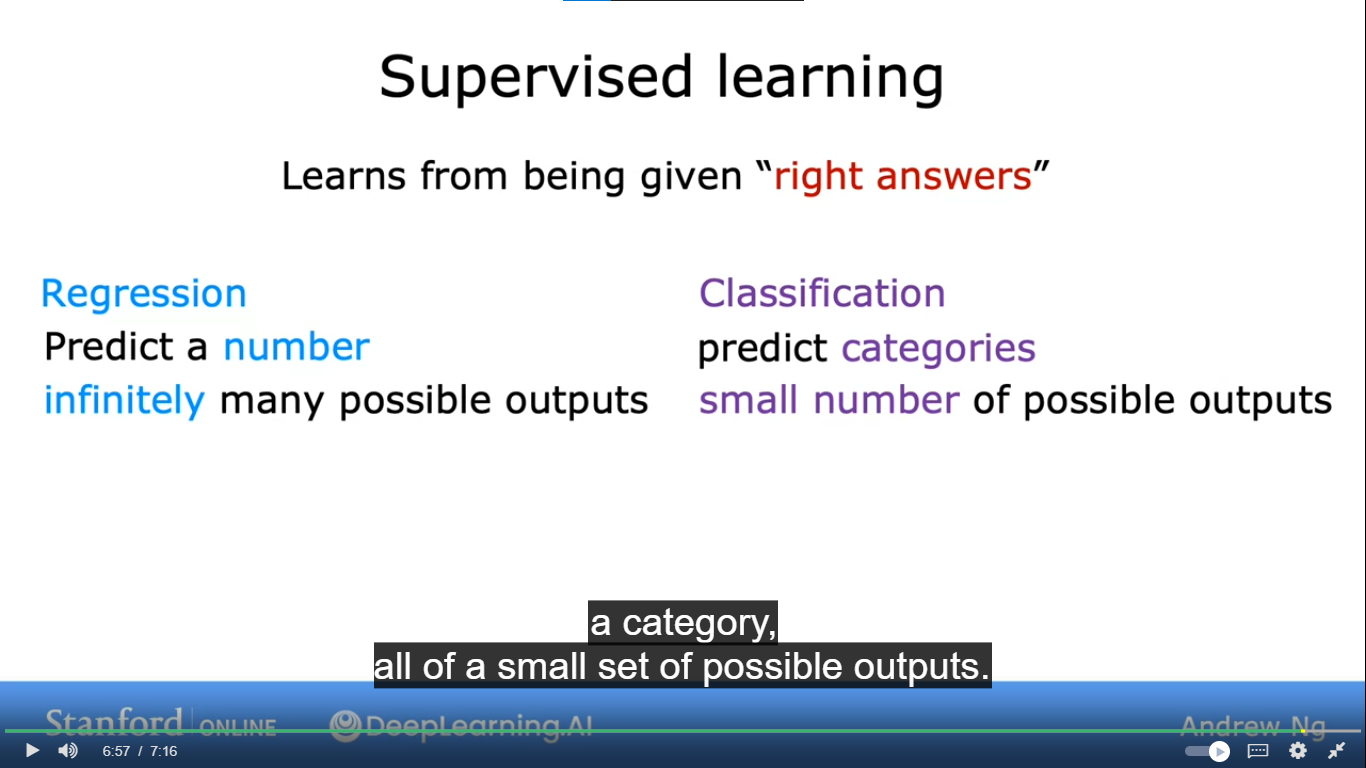 Supervised learning
Learns from being given “right answers”
Regression
Predict a number
infinitely many possible outputs
Classification
predict categories
small number of possible outputs
a category,
all of a small set of possible outputs.
Stanford ONLINE
DeepLearning.AI
Andrew Ng
6:57 / 7:16